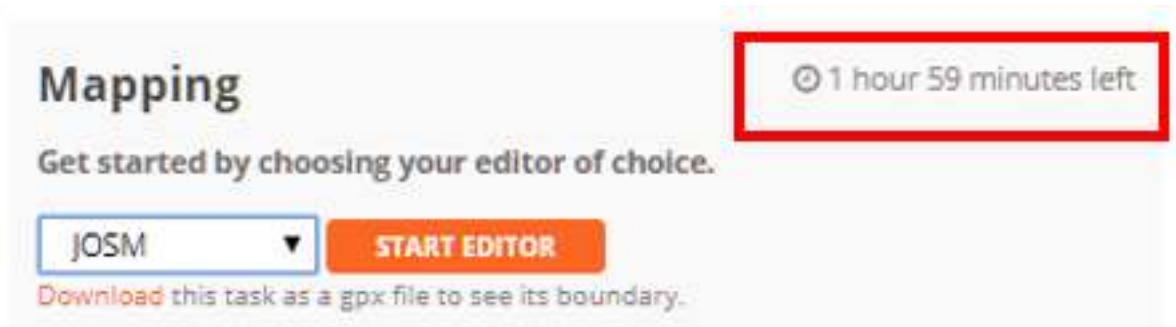 Mapping
1 hour 59 minutes left
Get started by choosing your editor of choice.
JOSM
START EDITOR
Download this task as a gpx file to see its boundary.